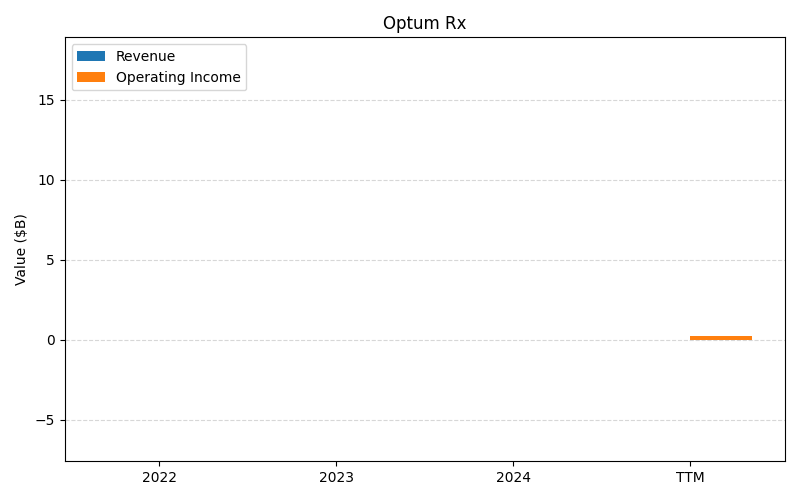 Optum Rx
Revenue
Operating Income
15
10
5
0
−5
Value ($B)
2022
2023
2024
TTM